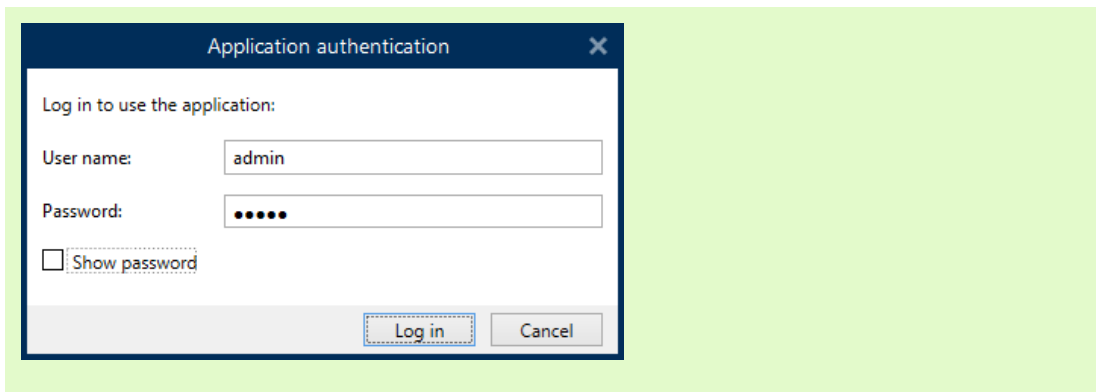 Application authentication
Log in to use the application:
User name: admin
Password: •••••
Show password
Log in Cancel